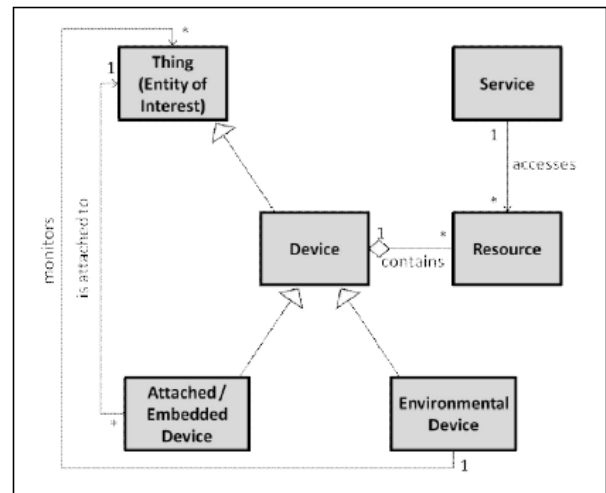 *
1
Thing
(Entity of
Interest)
Service
1
accesses
*
monitors
is attached to
Device
1
*
contains
Resource
Attached /
Embedded
Device
*
Environmental
Device
1